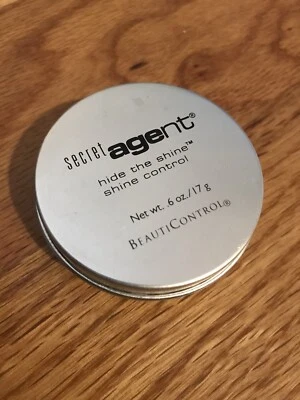 secret agent®
hide the shine™
shine control
Net wt. .6 oz./17 g
BEAUTICONTROL®